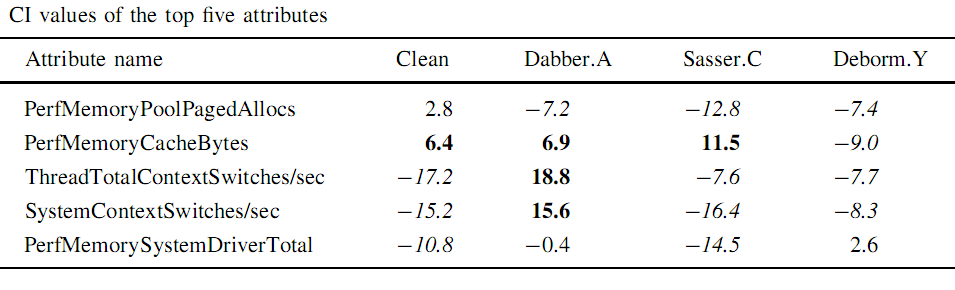 CI values of the top five attributes
Attribute name Clean Dabber.A Sasser.C Deborm.Y
PerfMemoryPoolPagedAllocs 2.8 −7.2 −12.8 −7.4
PerfMemoryCacheBytes 6.4 6.9 11.5 −9.0
ThreadTotalContextSwitches/sec −17.2 18.8 −7.6 −7.7
SystemContextSwitches/sec −15.2 15.6 −16.4 −8.3
PerfMemorySystemDriverTotal −10.8 −0.4 −14.5 2.6